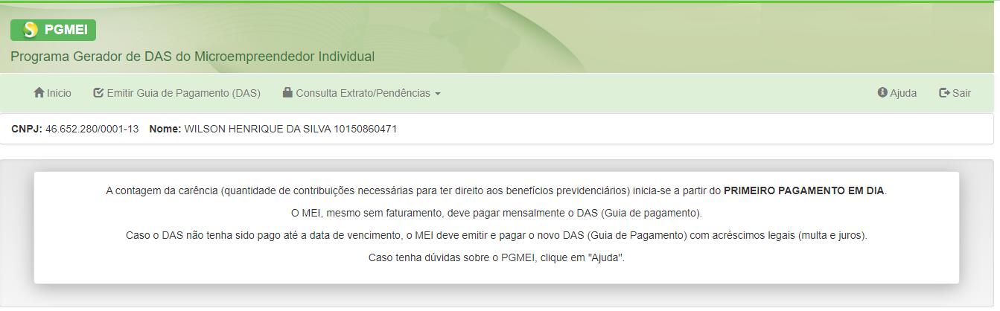 PGMEI
Programa Gerador de DAS do Microempreendedor Individual
Inicio Emitir Guia de Pagamento (DAS) Consulta Extrato/Pendências Ajuda Sair
CNPJ: 46.652.280/0001-13 Nome: WILSON HENRIQUE DA SILVA 10150860471
A contagem da carência (quantidade de contribuições necessárias para ter direito aos benefícios previdenciários) inicia-se a partir do PRIMEIRO PAGAMENTO EM DIA.
O MEI, mesmo sem faturamento, deve pagar mensalmente o DAS (Guia de pagamento).
Caso o DAS não tenha sido pago até a data de vencimento, o MEI deve emitir e pagar o novo DAS (Guia de Pagamento) com acréscimos legais (multa e juros).
Caso tenha dúvidas sobre o PGMEI, clique em "Ajuda".